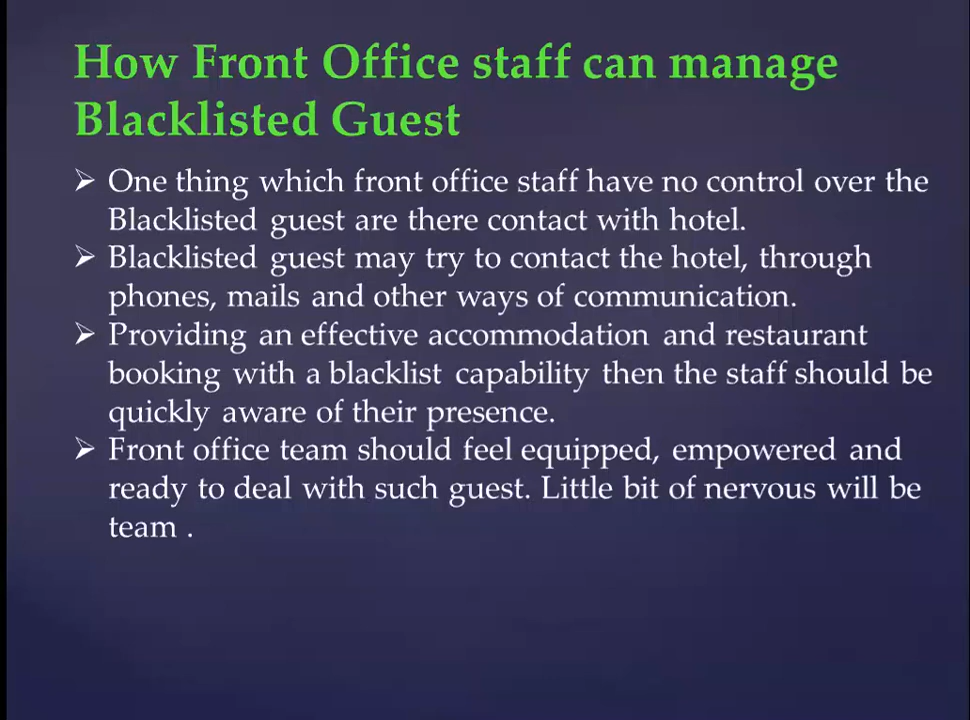 How Front Office staff can manage
Blacklisted Guest
➢ One thing which front office staff have no control over the
Blacklisted guest are there contact with hotel.
➢ Blacklisted guest may try to contact the hotel, through
phones, mails and other ways of communication.
➢ Providing an effective accommodation and restaurant
booking with a blacklist capability then the staff should be
quickly aware of their presence.
➢ Front office team should feel equipped, empowered and
ready to deal with such guest. Little bit of nervous will be
team .